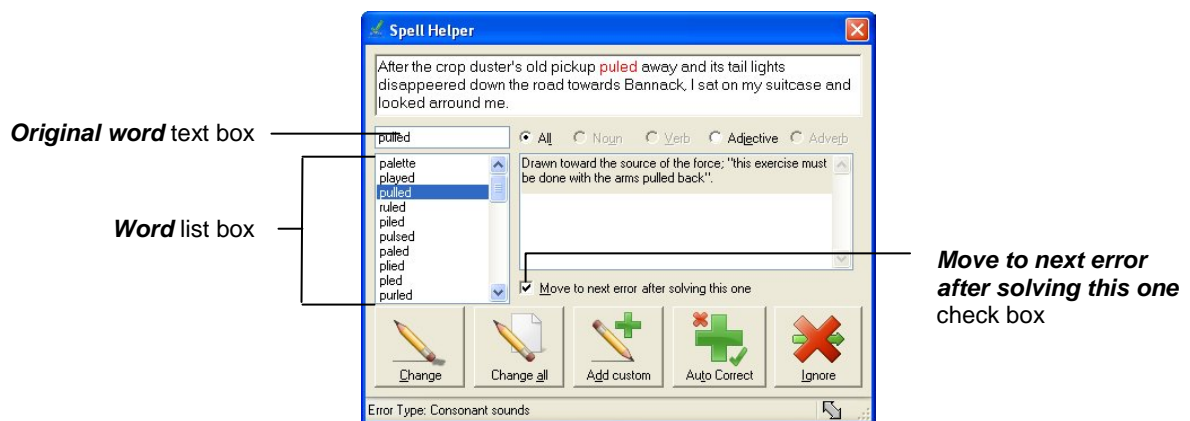 Spell Helper
After the crop duster's old pickup puled away and its tail lights
disappeered down the road towards Bannack, I sat on my suitcase and
looked arround me.
Original word text box
pulled
All Noun Verb Adjective Adverb
palette
played
pulled
ruled
piled
pulsed
paled
plied
pled
purled
Drawn toward the source of the force; "this exercise must
be done with the arms pulled back".
Word list box
Move to next error after solving this one
Move to next error
after solving this one
check box
Change
Change all
Add custom
Auto Correct
Ignore
Error Type: Consonant sounds